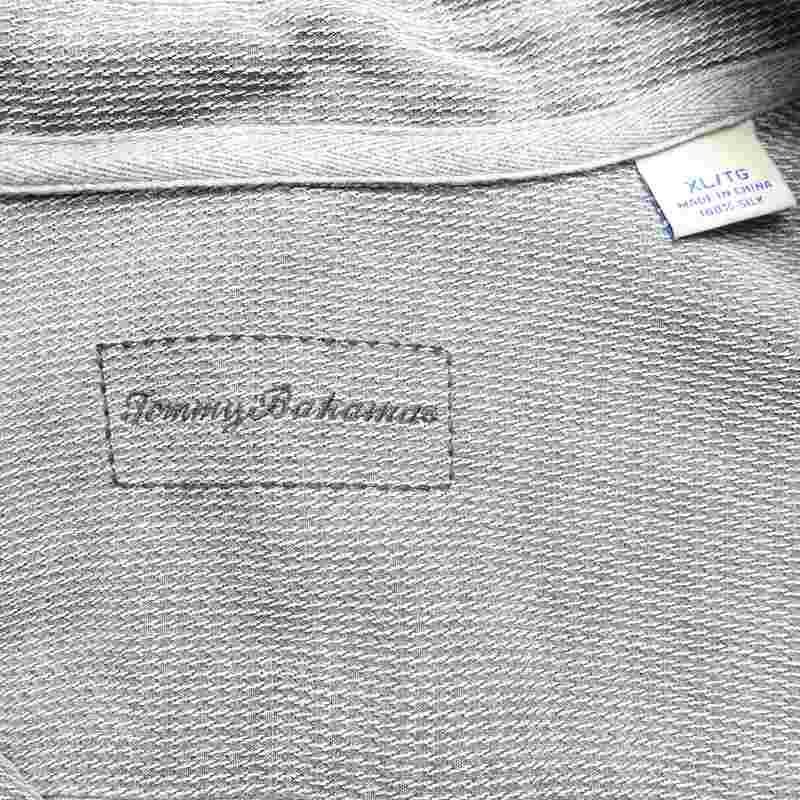 XL/TG
MADE IN CHINA
100% SILK
Tommy Bahama